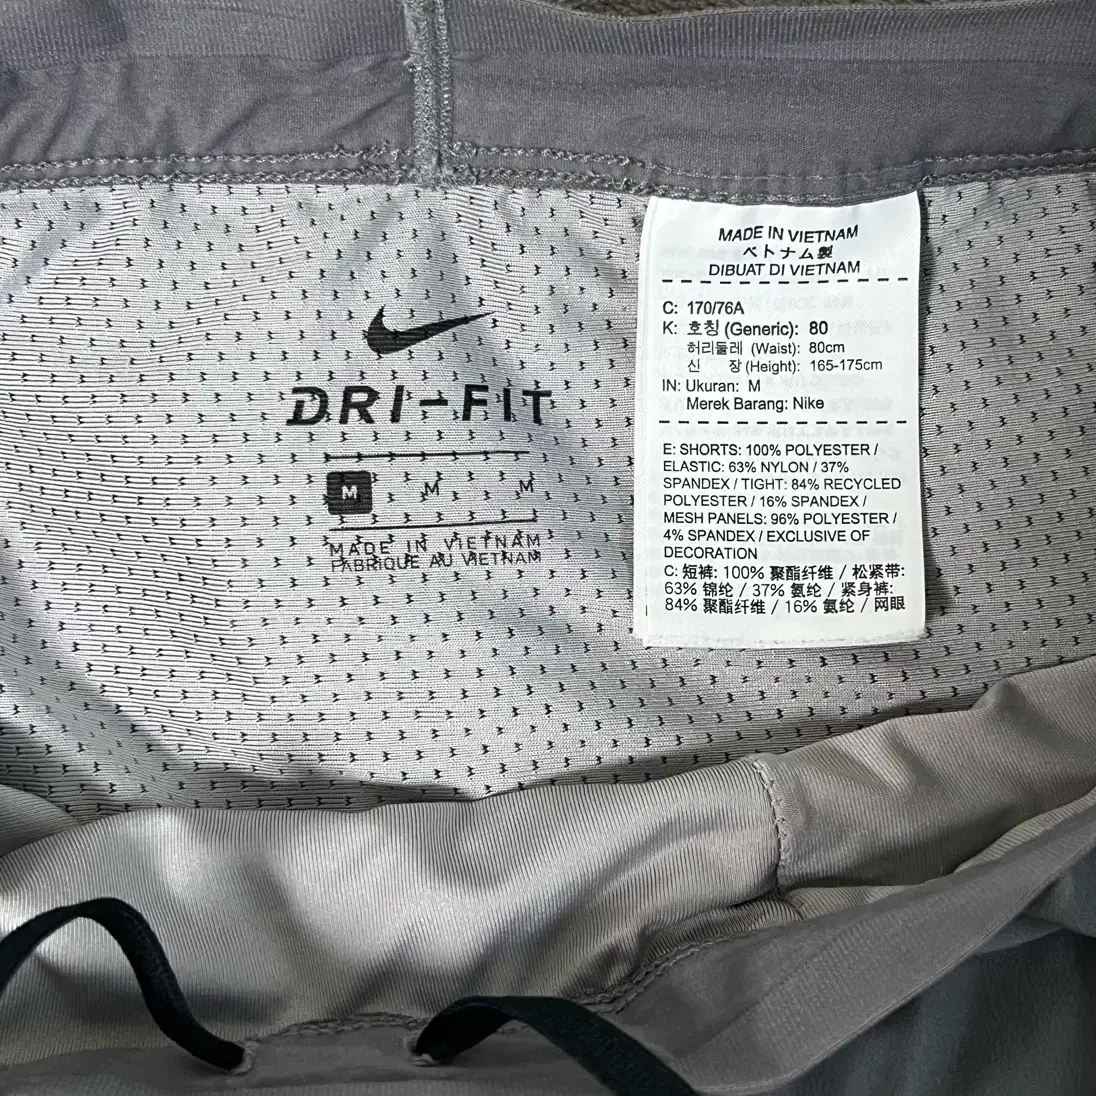 DRI-FIT
M M M
MADE IN VIETNAM
FABRIQUÉ AU VIETNAM
MADE IN VIETNAM
ベトナム製
DIBUAT DI VIETNAM
C: 170/76A
K: 호칭 (Generic): 80
허리둘레 (Waist): 80cm
신 장 (Height): 165-175cm
IN: Ukuran: M
Merek Barang: Nike
E: SHORTS: 100% POLYESTER /
ELASTIC: 63% NYLON / 37%
SPANDEX / TIGHT: 84% RECYCLED
POLYESTER / 16% SPANDEX /
MESH PANELS: 96% POLYESTER /
4% SPANDEX / EXCLUSIVE OF
DECORATION
C: 短裤: 100% 聚酯纤维 / 松紧带:
63% 锦纶 / 37% 氨纶 / 紧身裤:
84% 聚酯纤维 / 16% 氨纶 / 网眼